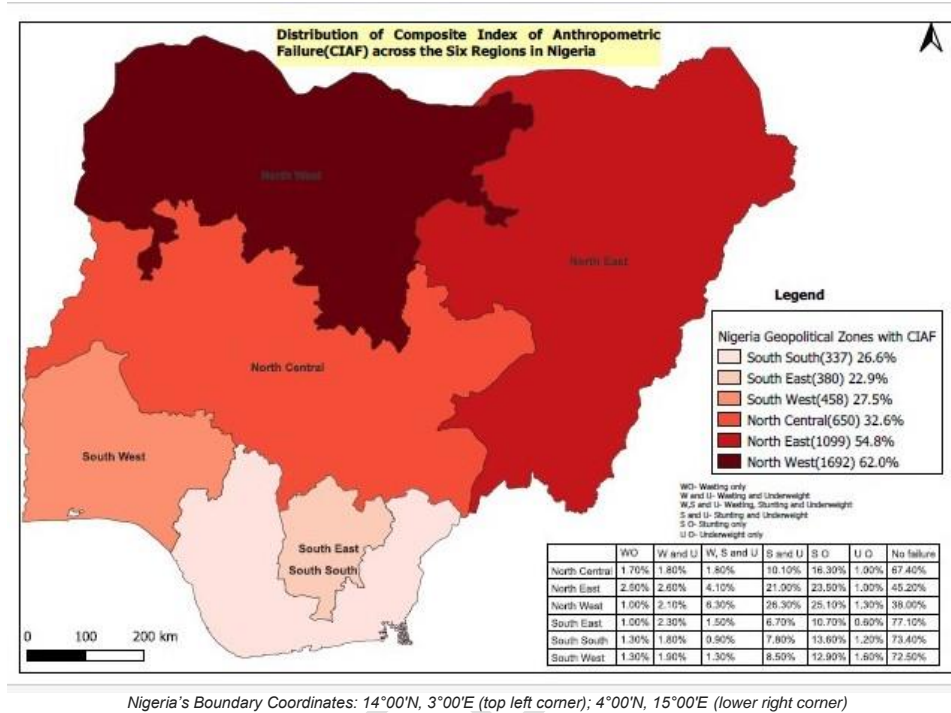 Distribution of Composite Index of Anthropometric
Failure(CIAF) across the Six Regions in Nigeria
North West
North East
North Central
South West
South East
South South
Legend
Nigeria Geopolitical Zones with CIAF
South South(337) 26.6%
South East(380) 22.9%
South West(458) 27.5%
North Central(650) 32.6%
North East(1099) 54.8%
North West(1692) 62.0%
WO- Wasting only
W and U- Wasting and Underweight
W,S and U- Wasting, Stunting and Underweight
S and U- Stunting and Underweight
S O- Stunting only
U O- Underweight only
WO W and U W, S and U S and U S O U O No failure
North Central 1.70% 1.80% 1.80% 10.10% 16.30% 1.00% 67.40%
North East 2.50% 2.60% 4.10% 21.00% 23.50% 1.00% 45.20%
North West 1.00% 2.10% 6.30% 26.30% 25.10% 1.30% 38.00%
South East 1.00% 2.30% 1.50% 6.70% 10.70% 0.60% 77.10%
South South 1.30% 1.80% 0.90% 7.80% 13.60% 1.20% 73.40%
South West 1.30% 1.90% 1.30% 8.50% 12.90% 1.60% 72.50%
0 100 200 km
Nigeria's Boundary Coordinates: 14°00'N, 3°00'E (top left corner); 4°00'N, 15°00'E (lower right corner)